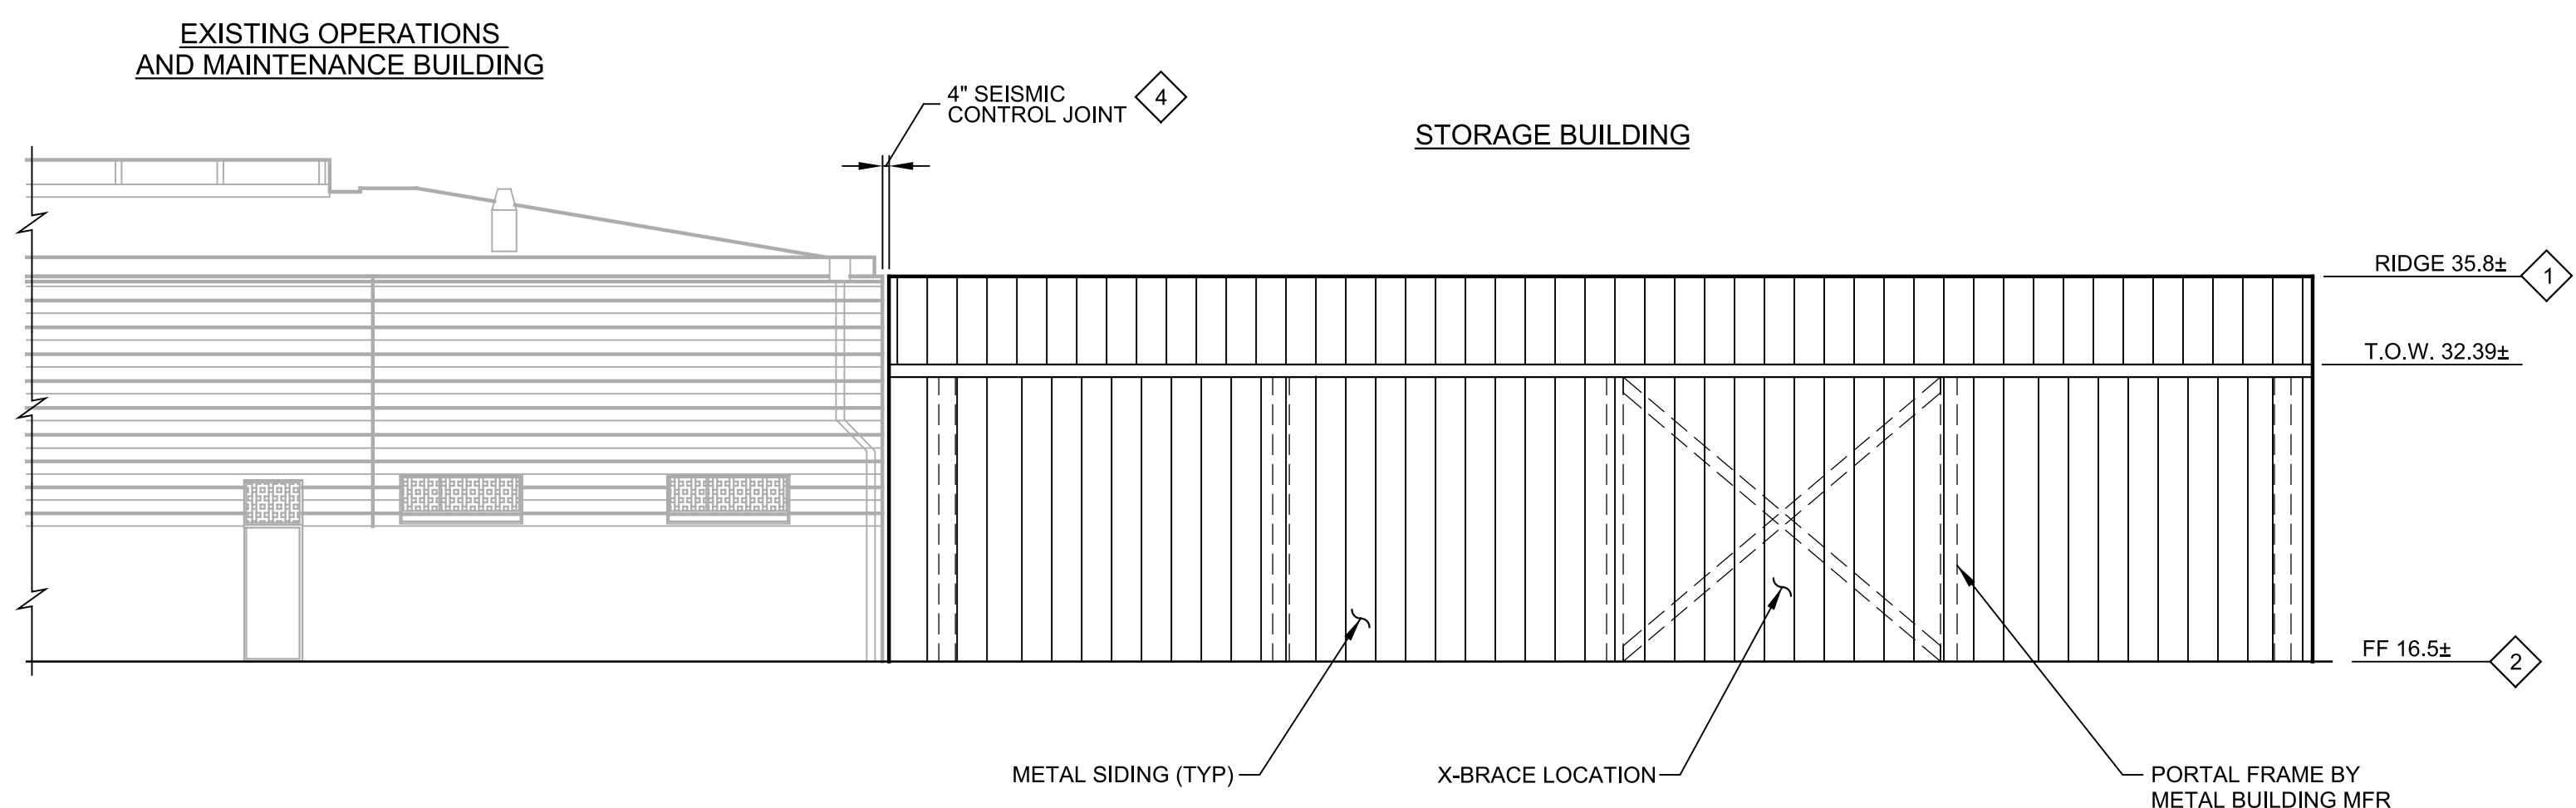 EXISTING OPERATIONS
AND MAINTENANCE BUILDING
4" SEISMIC
CONTROL JOINT
4
STORAGE BUILDING
RIDGE 35.8±
1
T.O.W. 32.39±
FF 16.5±
2
METAL SIDING (TYP)
X-BRACE LOCATION
PORTAL FRAME BY
METAL BUILDING MFR